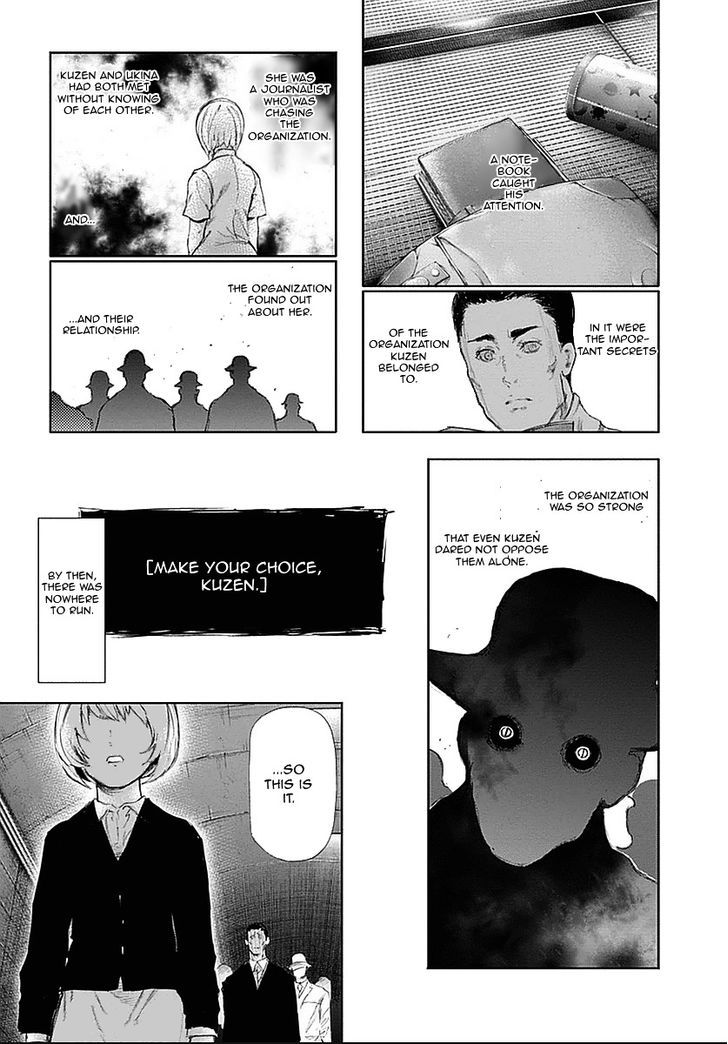 A NOTE-
BOOK
CAUGHT
HIS
ATTENTION.
IN IT WERE
THE IMPOR-
TANT SECRETS
OF THE
ORGANIZATION
KUZEN
BELONGED
TO.
SHE WAS
A JOURNALIST
WHO WAS
CHASING
THE
ORGANIZATION.
KUZEN AND UKINA
HAD BOTH MET
WITHOUT KNOWING
OF EACH OTHER.
AND...
THE ORGANIZATION
FOUND OUT
ABOUT HER.
...AND THEIR
RELATIONSHIP.
THE ORGANIZATION
WAS SO STRONG
THAT EVEN KUZEN
DARED NOT OPPOSE
THEM ALONE.
[MAKE YOUR CHOICE,
KUZEN.]
BY THEN,
THERE WAS
NOWHERE
TO RUN.
...SO
THIS IS
IT.